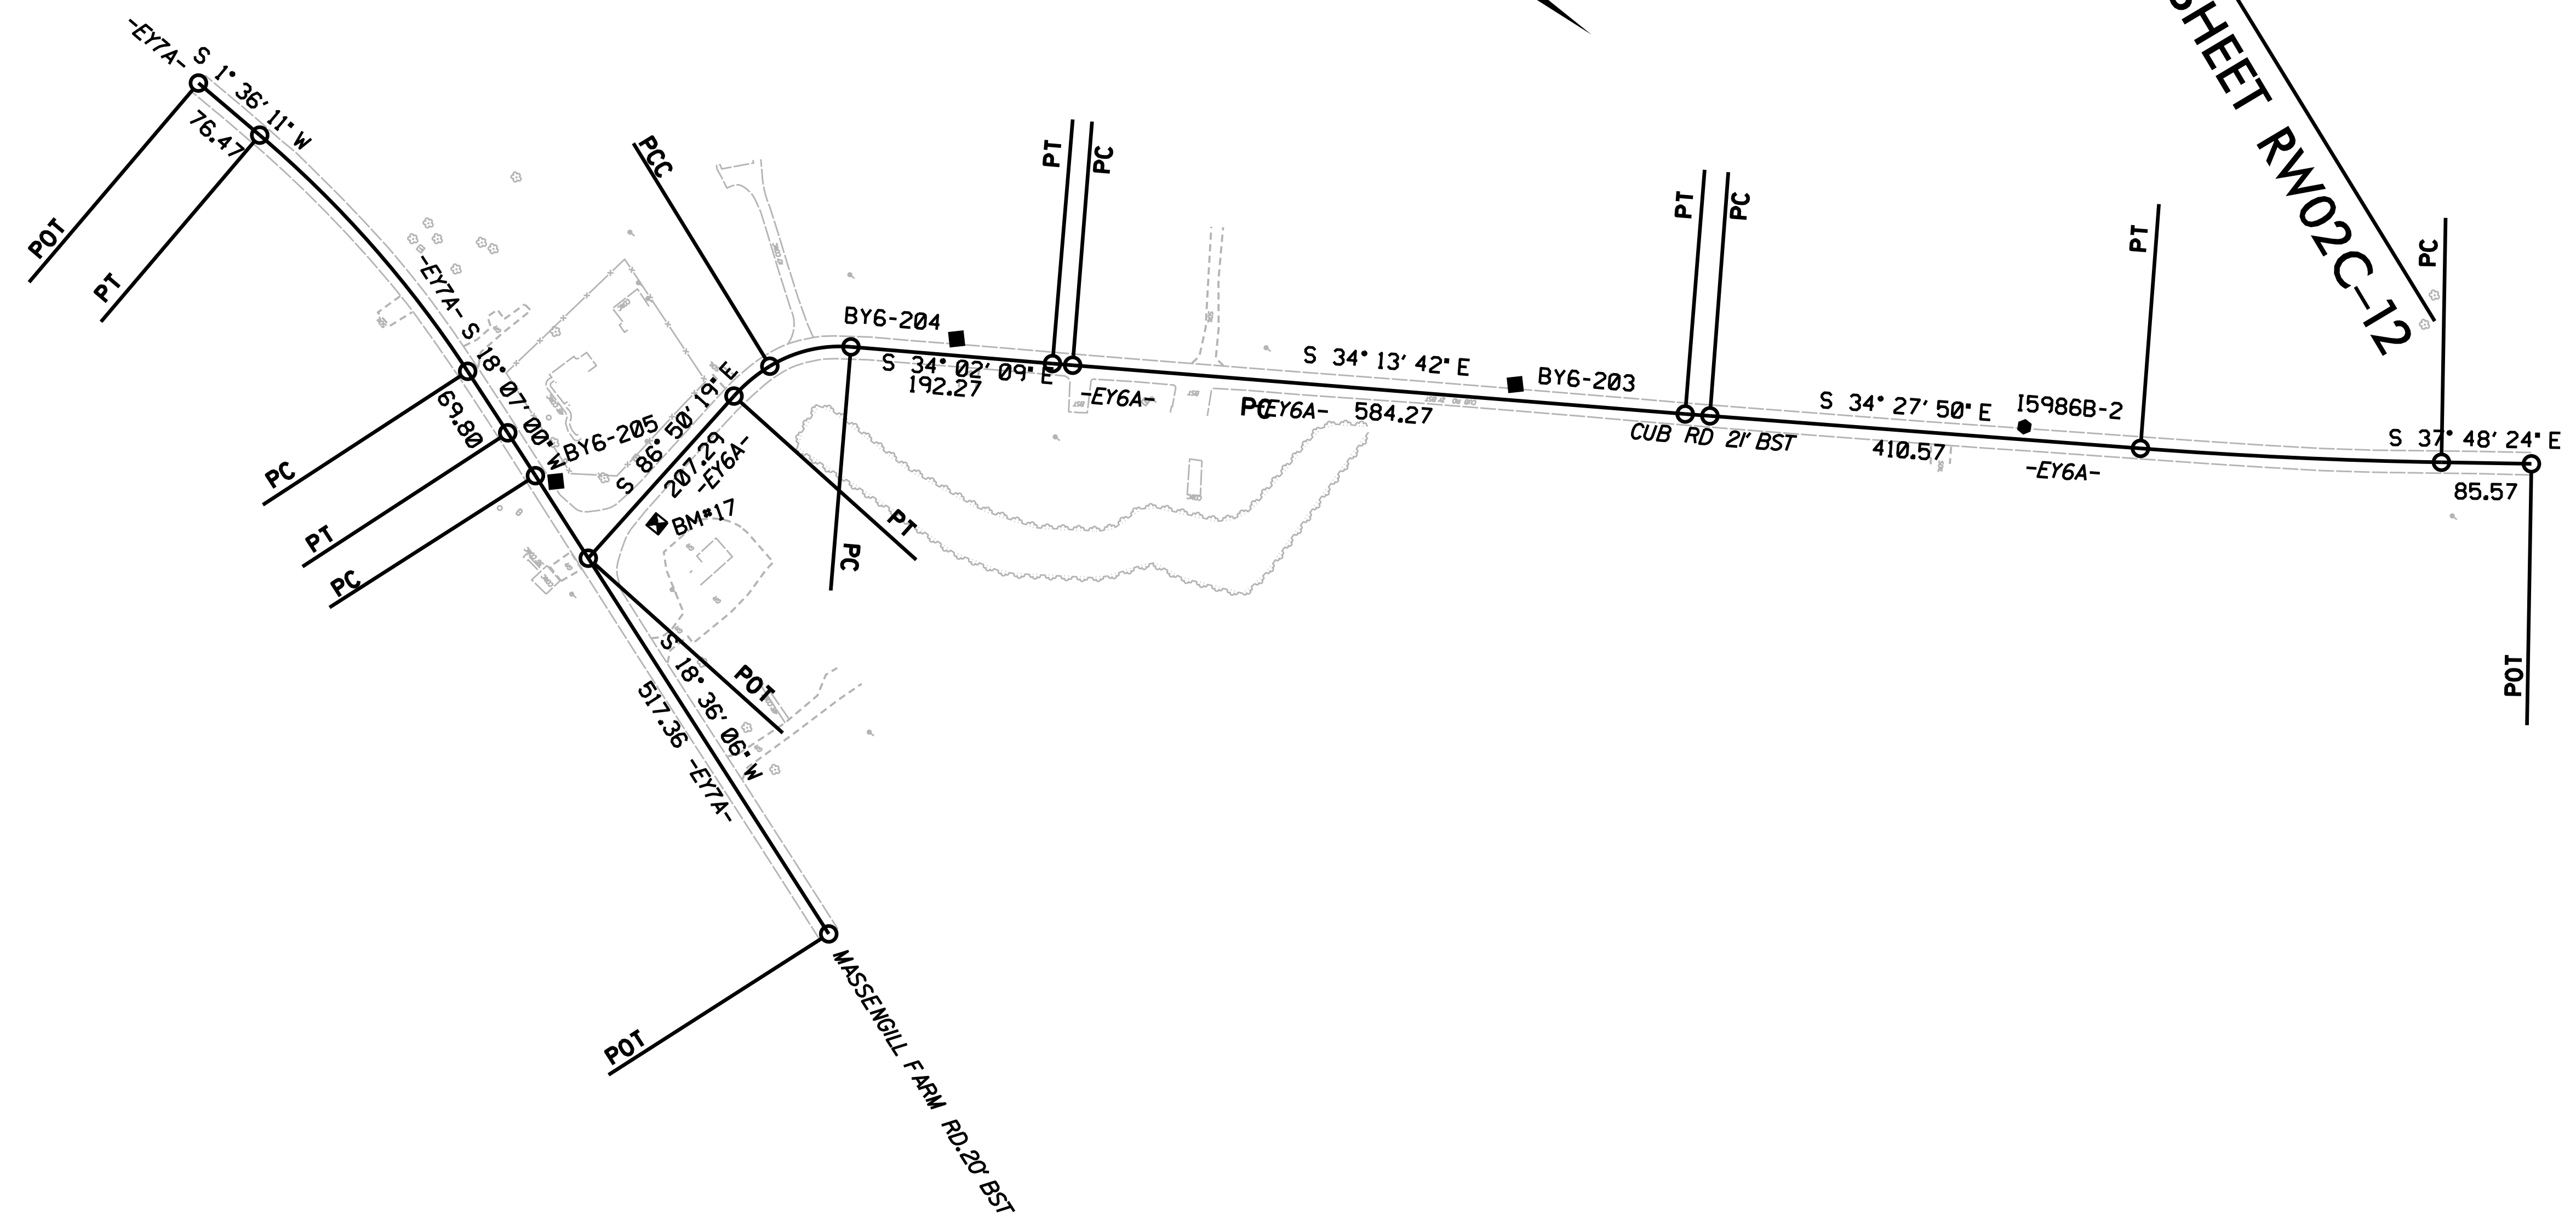 -EY7A-
S 1° 36' 11" W
76.47
POT
PT
-EY7A-
S 18° 07' 00" W
69.80
PC
PT
PC
BY6-205
S 86° 50' 19" E
207.29
-EY6A-
BM#17
PCC
PT
PC
POT
S 18° 36' 06" W
517.36
-EY7A-
POT
MASSENGILL FARM RD. 20' BST
BY6-204
S 34° 02' 09" E
192.27
PT
PC
-EY6A-
S 34° 13' 42" E
PC
-EY6A-
584.27
BY6-203
PT
PC
CUB RD 21' BST
S 34° 27' 50" E
410.57
I5986B-2
-EY6A-
PT
PC
S 37° 48' 24" E
85.57
POT
SHEET RW02C-12